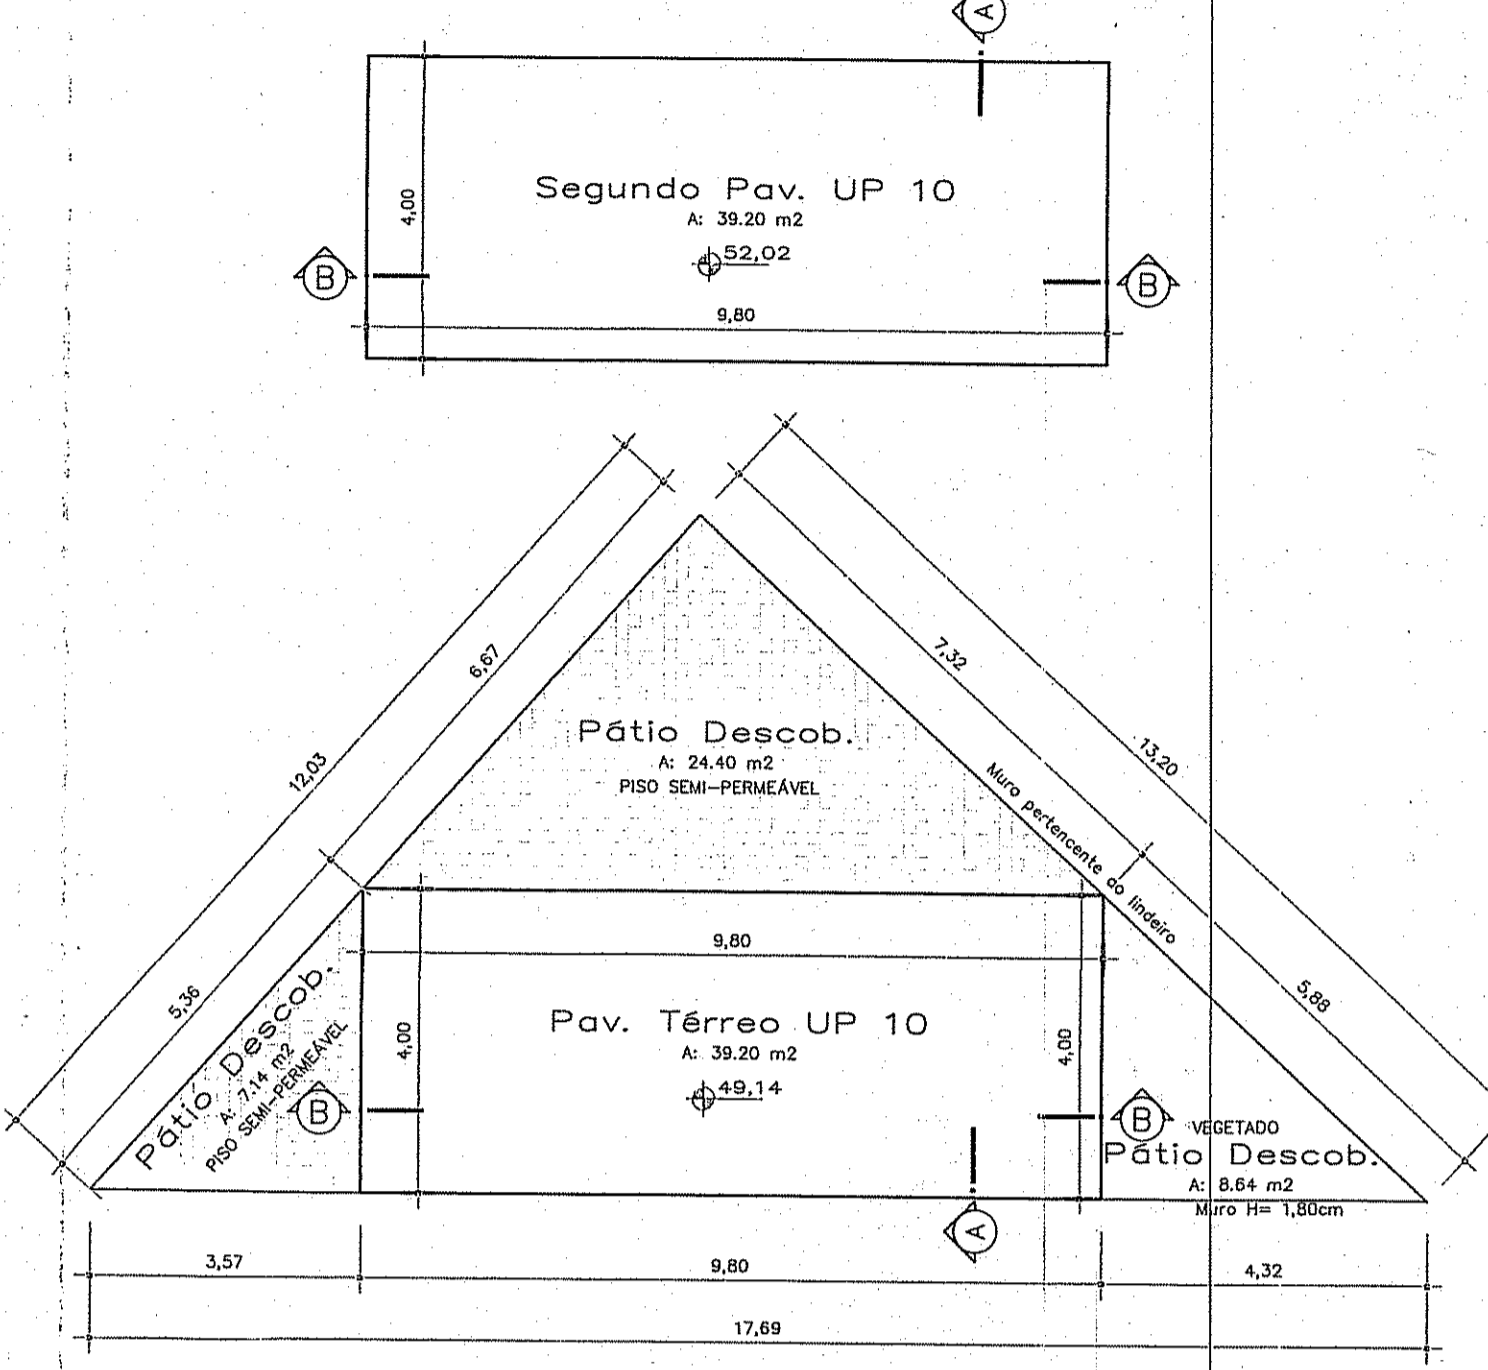 A
Segundo Pav. UP 10
A: 39.20 m2
4,00
52,02
B
B
9,80
12,03
6,67
7,32
13,20
Pátio Descob.
A: 24.40 m2
PISO SEMI-PERMEÁVEL
Muro pertencente ao lindeiro
5,36
5,88
9,80
Pátio Descob.
A: 7.14 m2
PISO SEMI-PERMEÁVEL
4,00
Pav. Térreo UP 10
A: 39.20 m2
4,00
49,14
B
B
VEGETADO
Pátio Descob.
A: 8.64 m2
Muro H= 1,80cm
A
3,57
9,80
4,32
17,69